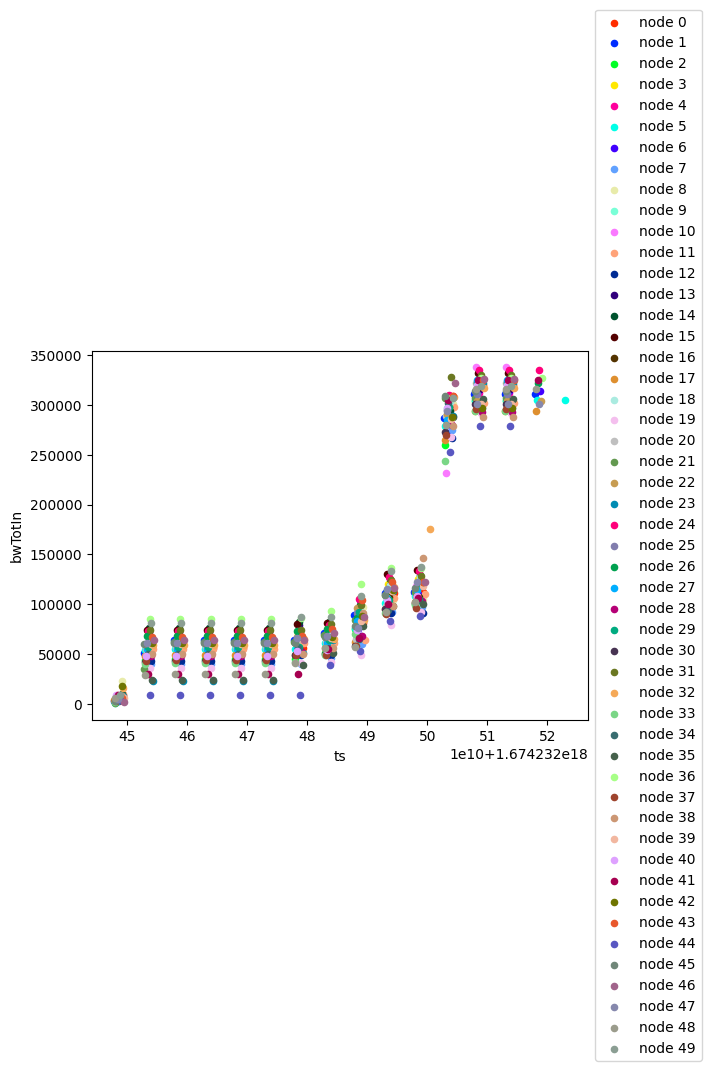 350000
300000
250000
200000
150000
100000
50000
0
bwTotIn
45 46 47 48 49 50 51 52
1e10+1.674232e18
ts
node 0
node 1
node 2
node 3
node 4
node 5
node 6
node 7
node 8
node 9
node 10
node 11
node 12
node 13
node 14
node 15
node 16
node 17
node 18
node 19
node 20
node 21
node 22
node 23
node 24
node 25
node 26
node 27
node 28
node 29
node 30
node 31
node 32
node 33
node 34
node 35
node 36
node 37
node 38
node 39
node 40
node 41
node 42
node 43
node 44
node 45
node 46
node 47
node 48
node 49